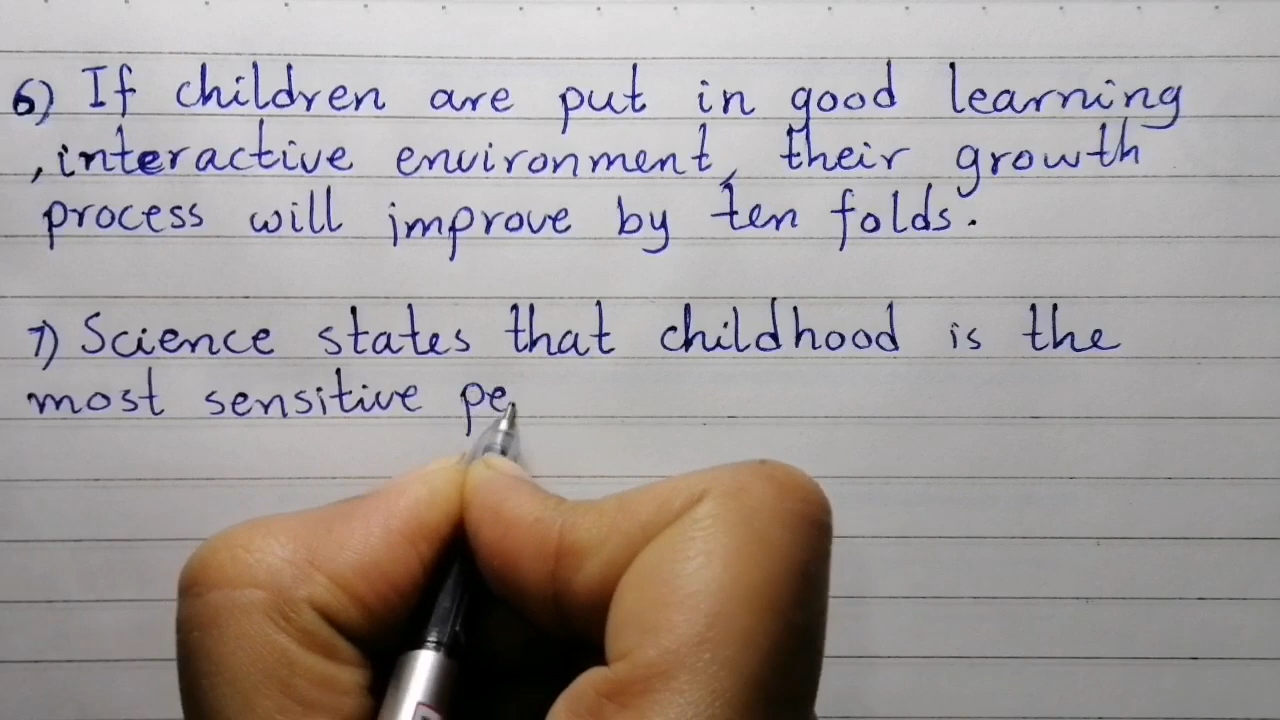 6) If children are put in good learning
, interactive environment, their growth
process will improve by ten folds.
7) Science states that childhood is the
most sensitive pe